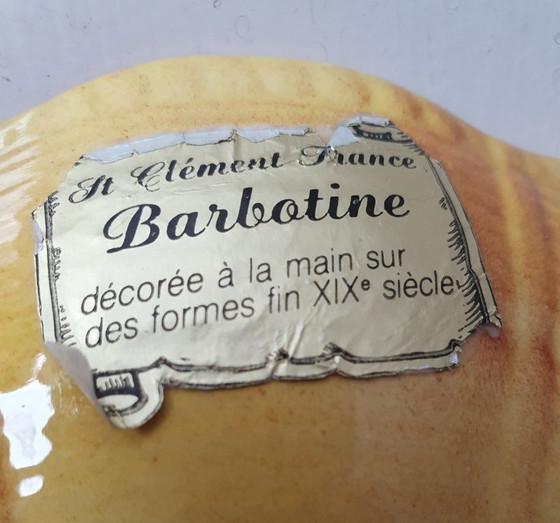 St Clément France
Barbotine
décorée à la main sur
des formes fin XIXe siècle